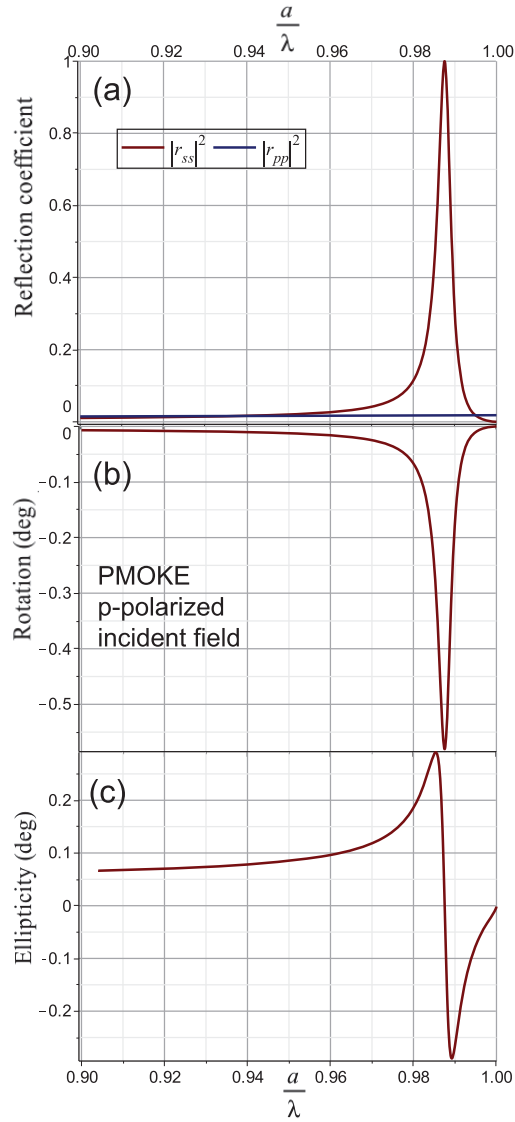 a
λ
0.90 0.92 0.94 0.96 0.98 1.00
(a)
Reflection coefficient
1
0.8
0.6
0.4
0.2
0
|r_ss|² |r_pp|²
(b)
Rotation (deg)
0
−0.1
−0.2
−0.3
−0.4
−0.5
PMOKE
p-polarized
incident field
(c)
Ellipticity (deg)
0.2
0.1
0
−0.1
−0.2
0.90 0.92 0.94 0.96 0.98 1.00
a
λ